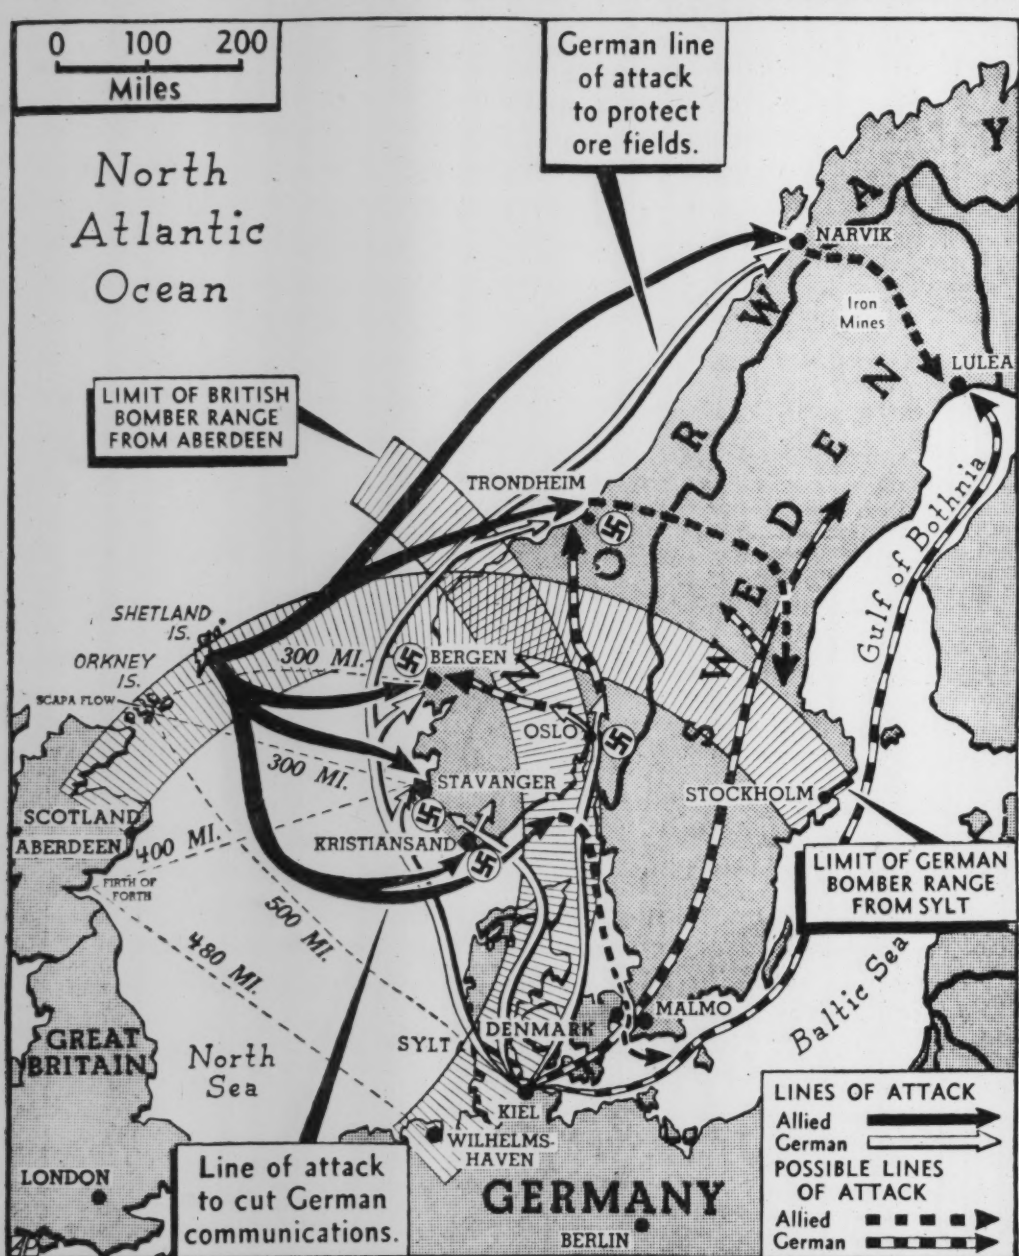 0 100 200
Miles
German line
of attack
to protect
ore fields.
North
Atlantic
Ocean
NORWAY
NARVIK
Iron
Mines
LULEA
LIMIT OF BRITISH
BOMBER RANGE
FROM ABERDEEN
TRONDHEIM
SWEDEN
Gulf of Bothnia
SHETLAND
IS.
ORKNEY
IS.
SCAPA FLOW
300 MI.
BERGEN
OSLO
300 MI.
STAVANGER
STOCKHOLM
SCOTLAND
ABERDEEN
400 MI.
KRISTIANSAND
FIRTH OF
FORTH
LIMIT OF GERMAN
BOMBER RANGE
FROM SYLT
500 MI.
480 MI.
Baltic Sea
MALMO
DENMARK
SYLT
GREAT
BRITAIN
North
Sea
KIEL
WILHELMS-
HAVEN
LINES OF ATTACK
Allied
German
POSSIBLE LINES
OF ATTACK
Allied
German
Line of attack
to cut German
communications.
LONDON
GERMANY
BERLIN